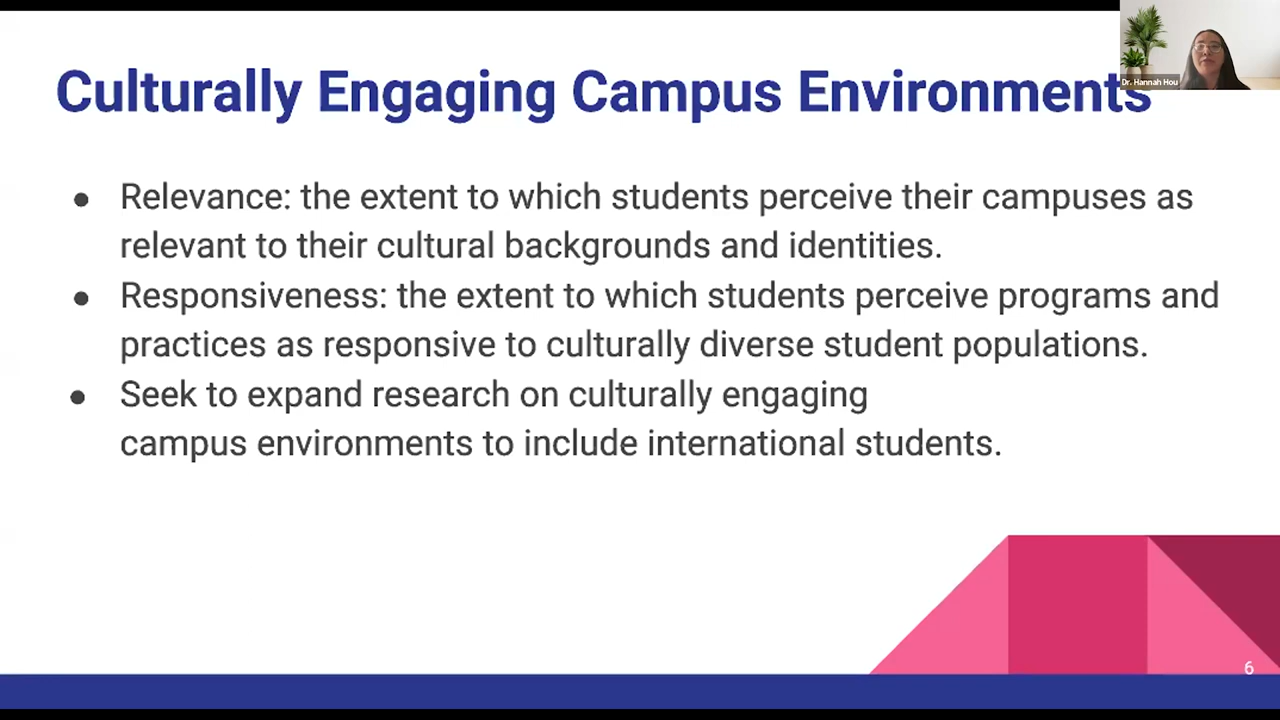 Culturally Engaging Campus Environments
Dr. Hannah Hou
● Relevance: the extent to which students perceive their campuses as
relevant to their cultural backgrounds and identities.
● Responsiveness: the extent to which students perceive programs and
practices as responsive to culturally diverse student populations.
● Seek to expand research on culturally engaging
campus environments to include international students.
6